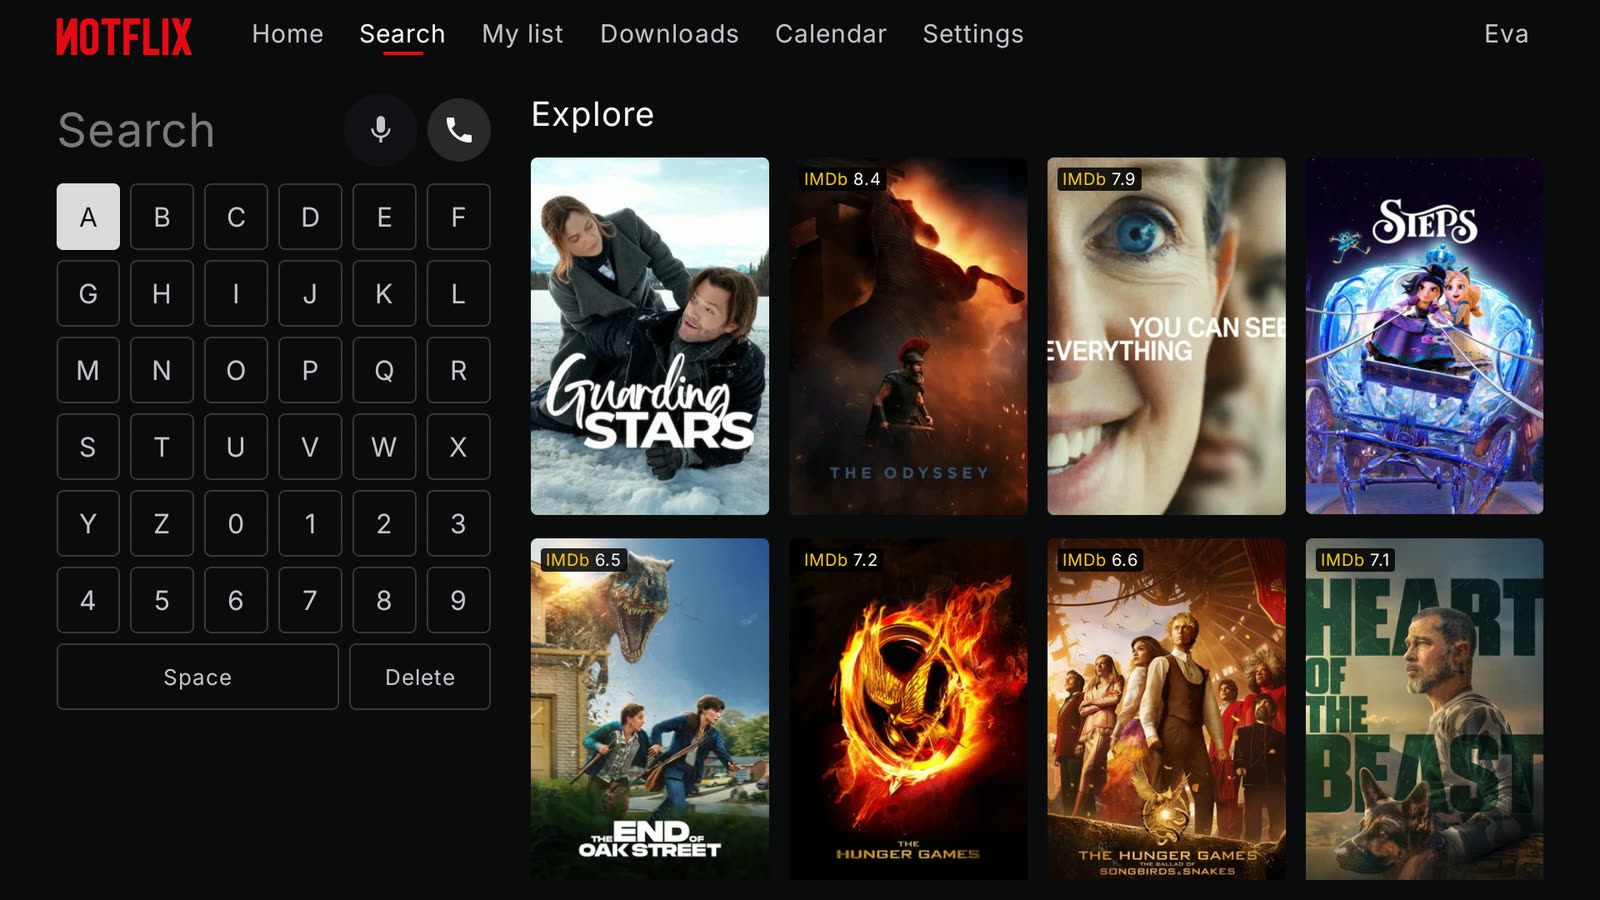 NOTFLIX
Home Search My list Downloads Calendar Settings Eva
Search
Explore
A B C D E F
G H I J K L
M N O P Q R
S T U V W X
Y Z 0 1 2 3
4 5 6 7 8 9
Space Delete
Guarding
STARS
IMDb 8.4
THE ODYSSEY
IMDb 7.9
YOU CAN SEE
EVERYTHING
STEPS
IMDb 6.5
THE END OF
OAK STREET
IMDb 7.2
THE
HUNGER GAMES
IMDb 6.6
THE HUNGER GAMES
THE BALLAD OF
SONGBIRDS & SNAKES
IMDb 7.1
HEART
OF
THE
BEAST